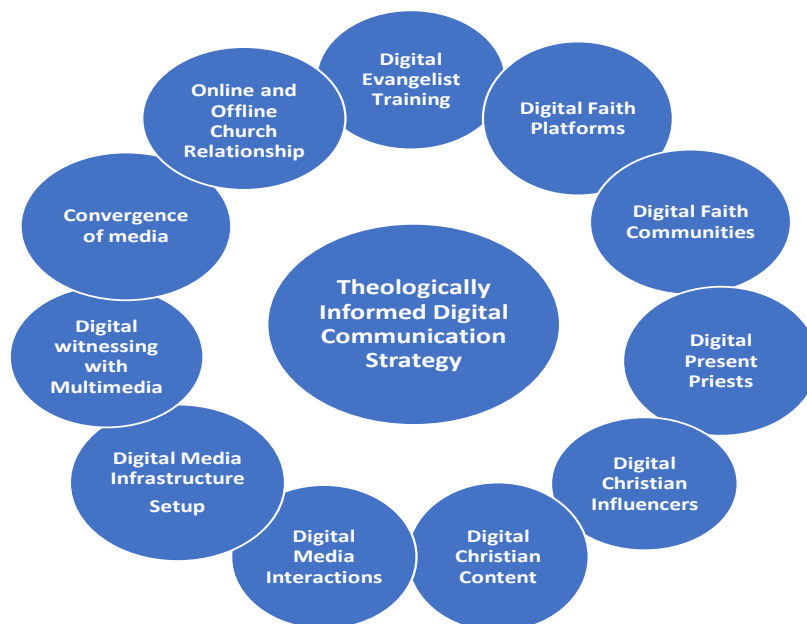 Digital
Evangelist
Training
Digital Faith
Platforms
Digital Faith
Communities
Digital
Present
Priests
Digital
Christian
Influencers
Digital
Christian
Content
Digital
Media
Interactions
Digital Media
Infrastructure
Setup
Digital
witnessing
with
Multimedia
Convergence
of media
Online and
Offline
Church
Relationship
Theologically
Informed Digital
Communication
Strategy